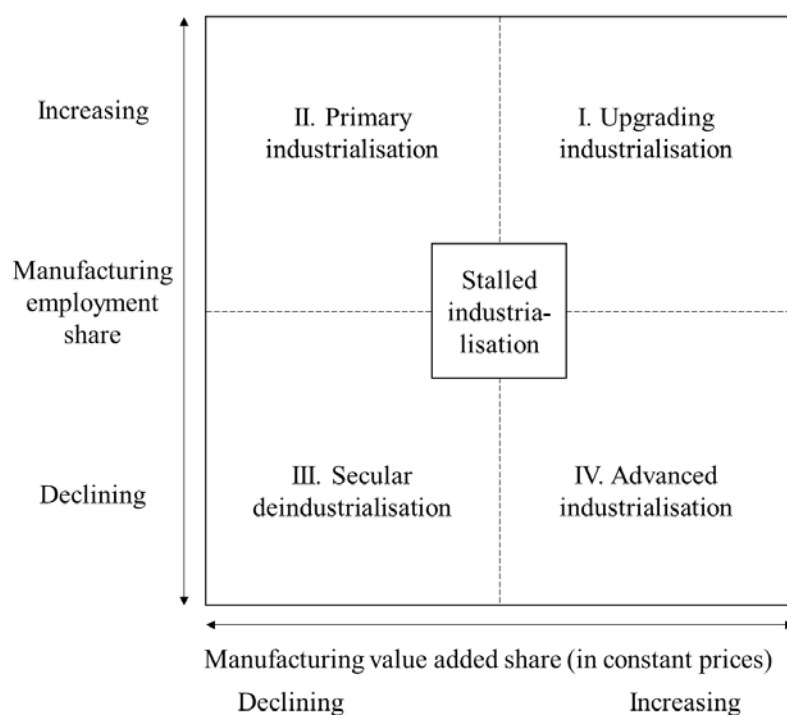 Increasing
II. Primary
industrialisation
I. Upgrading
industrialisation
Manufacturing
employment
share
Stalled
industria-
lisation
Declining
III. Secular
deindustrialisation
IV. Advanced
industrialisation
Manufacturing value added share (in constant prices)
Declining
Increasing